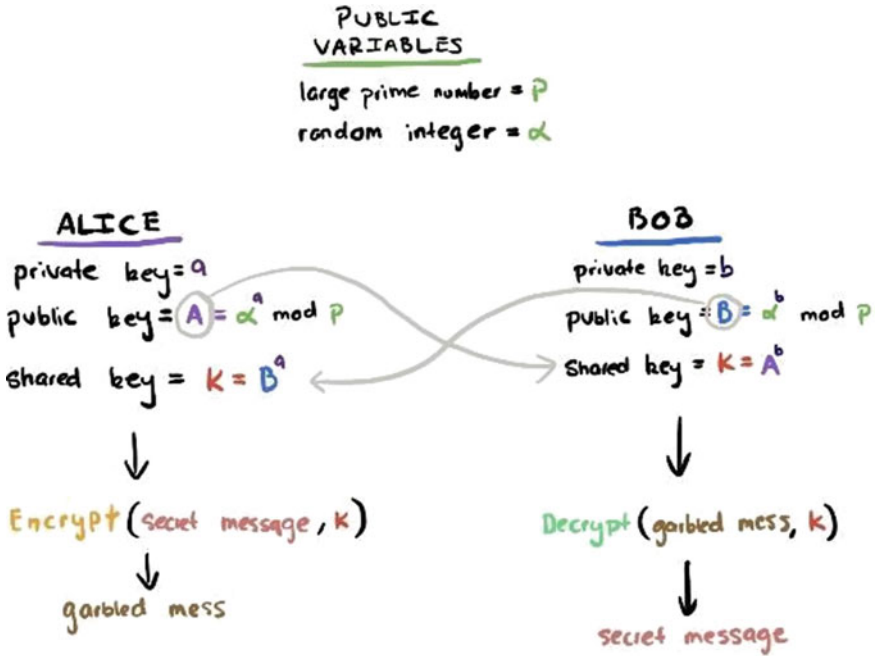 PUBLIC
VARIABLES
large prime number = p
random integer = α
ALICE
private key = a
public key = A = α^a mod p
shared key = K = B^a
Encrypt (secret message, K)
garbled mess
BOB
private key = b
public key = B = α^b mod p
shared key = K = A^b
Decrypt (garbled mess, K)
secret message